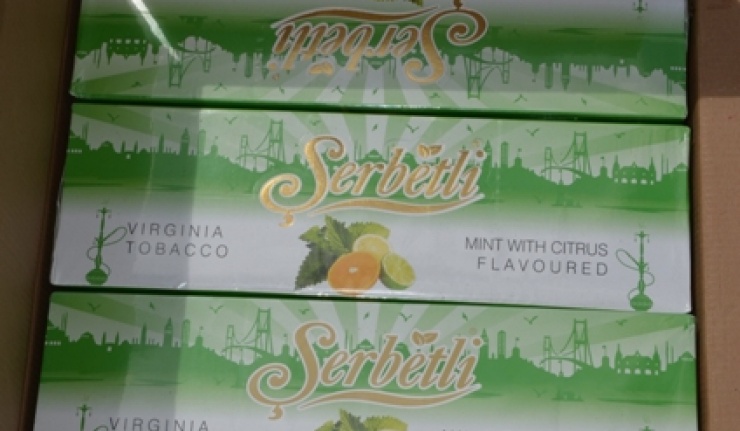 Şerbetli
Şerbetli
VIRGINIA
TOBACCO
MINT WITH CITRUS
FLAVOURED
Şerbetli
VIRGINIA